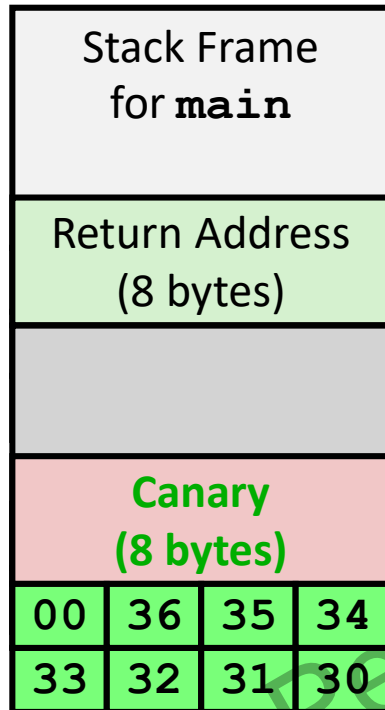 Stack Frame
for main
Return Address
(8 bytes)
Canary
(8 bytes)
00 36 35 34
33 32 31 30